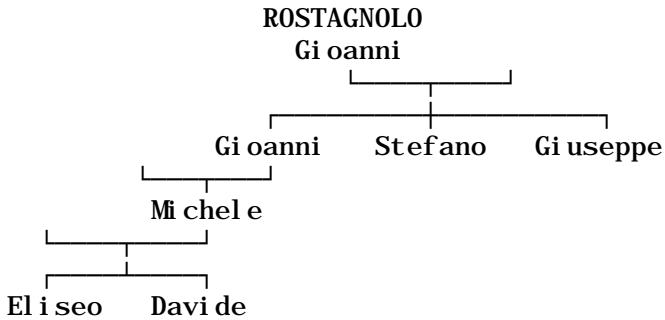 ROSTAGNOLO
Gioanni
Gioanni Stefano Giuseppe
Michele
Eliseo Davide